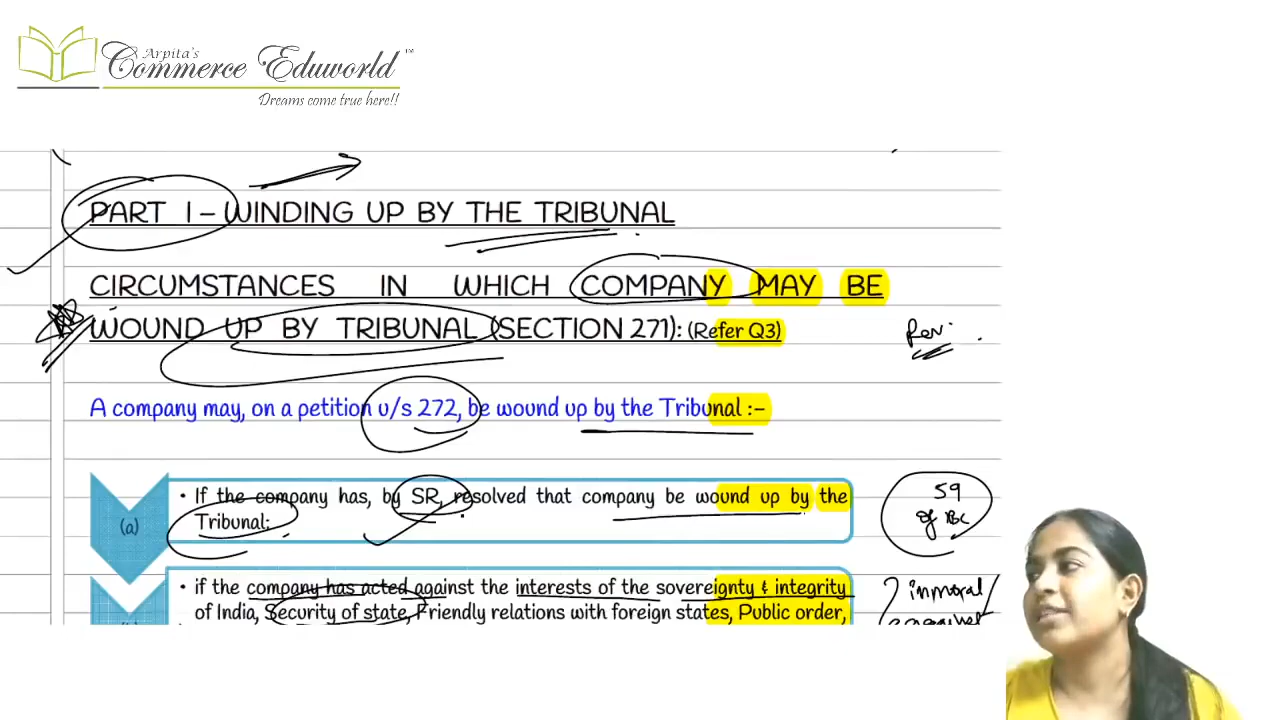 Arpita's
Commerce Eduworld™
Dreams come true here!!
PART I – WINDING UP BY THE TRIBUNAL
CIRCUMSTANCES IN WHICH COMPANY MAY BE
WOUND UP BY TRIBUNAL (SECTION 271): (Refer Q3)
A company may, on a petition u/s 272, be wound up by the Tribunal :-
59
of IBC
(a)
• If the company has, by SR, resolved that company be wound up by the
Tribunal;
• if the company has acted against the interests of the sovereignty & integrity
of India, Security of state, Friendly relations with foreign states, Public order,
immoral/
against